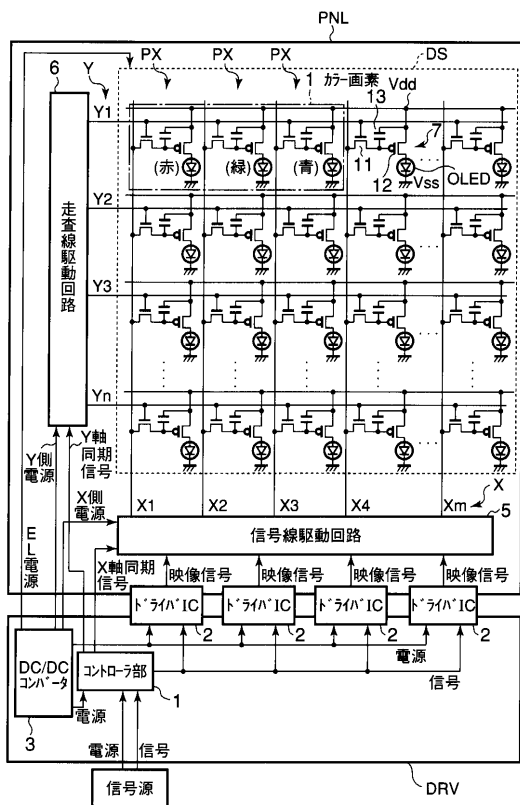 PNL
PX
PX
PX
DS
6
Y
1
カラー画素
13
Vdd
Y1
7
(赤)
(緑)
(青)
11
12
Vss
OLED
走査線駆動回路
Y2
Y3
Yn
Y側電源
Y軸同期信号
X側電源
EL電源
X1
X2
X3
X4
Xm
X
5
信号線駆動回路
X軸同期信号
映像信号
映像信号
映像信号
映像信号
ドライバIC
ドライバIC
ドライバIC
ドライバIC
2
2
2
2
電源
信号
DC/DCコンバータ
コントローラ部
3
1
電源
信号
電源
信号源
DRV